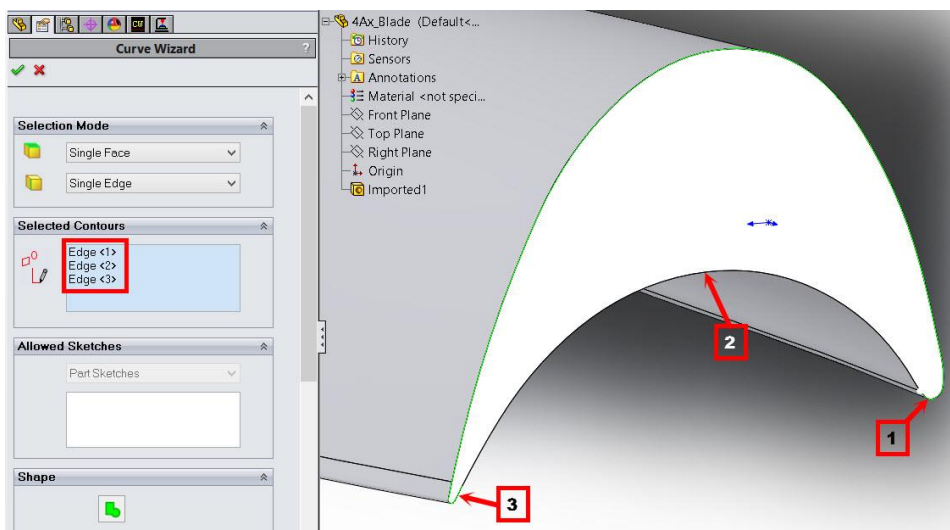 CW
Curve Wizard
?
Selection Mode
Single Face
Single Edge
Selected Contours
Edge <1>
Edge <2>
Edge <3>
Allowed Sketches
Part Sketches
Shape
4Ax_Blade (Default<...
History
Sensors
A Annotations
Material <not speci...
Front Plane
Top Plane
Right Plane
Origin
Imported1
2
1
3